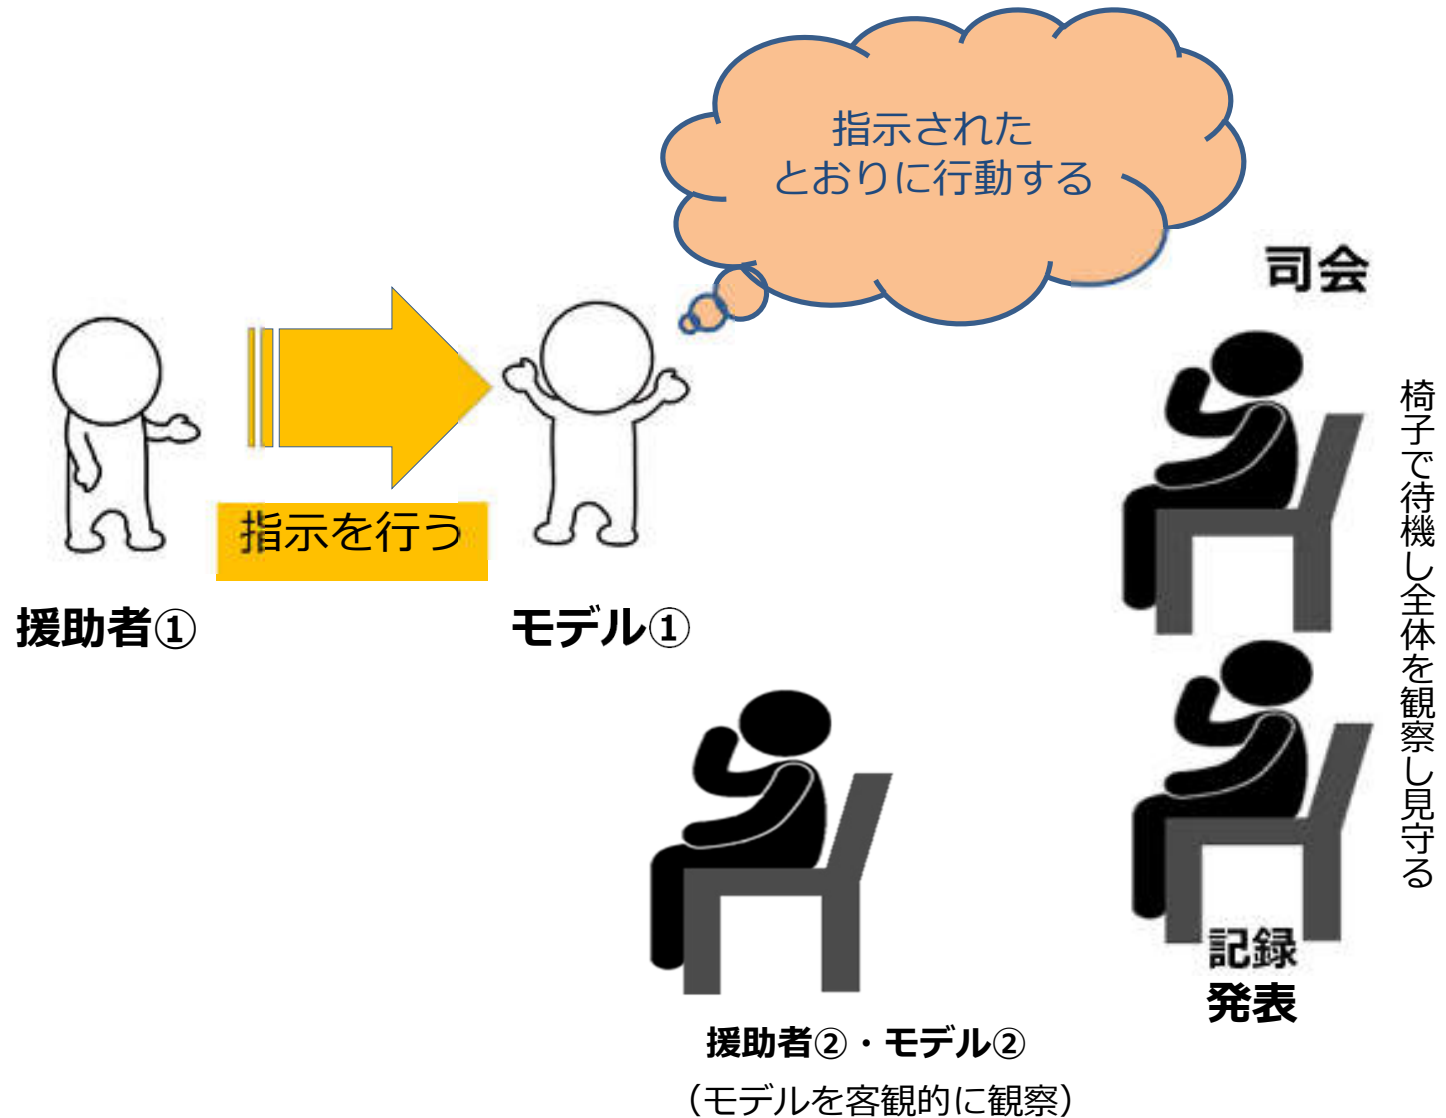 指示された
とおりに行動する
司会
指示を行う
援助者①
モデル①
椅子で待機し全体を観察し見守る
記録
発表
援助者②・モデル②
（モデルを客観的に観察）